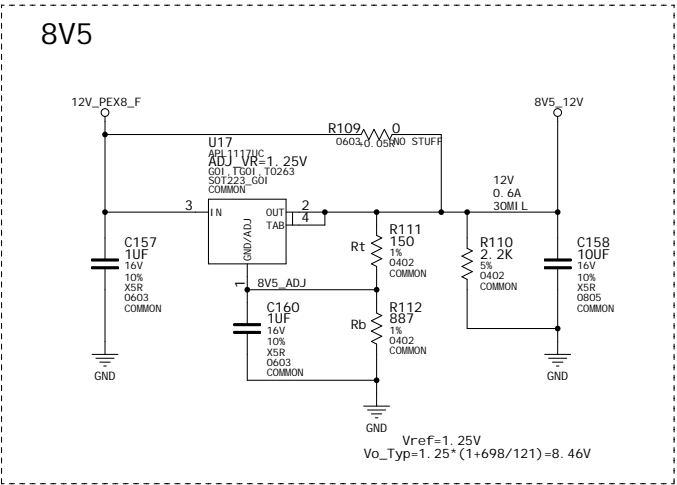 8V5
12V_PEX8_F
8V5_12V
R109
0
0603
+0.05R
NO STUFF
U17
APL1117UC
ADJ_VR=1.25V
GOI,TGOI,TO263
SOT223_GOI
COMMON
12V
0.6A
30MIL
3
IN
OUT
2
TAB
4
GND/ADJ
1
8V5_ADJ
C157
1UF
16V
10%
X5R
0603
COMMON
Rt
R111
150
1%
0402
COMMON
R110
2.2K
5%
0402
COMMON
C158
10UF
16V
10%
X5R
0805
COMMON
C160
1UF
16V
10%
X5R
0603
COMMON
Rb
R112
887
1%
0402
COMMON
GND
GND
GND
Vref=1.25V
Vo_Typ=1.25*(1+698/121)=8.46V